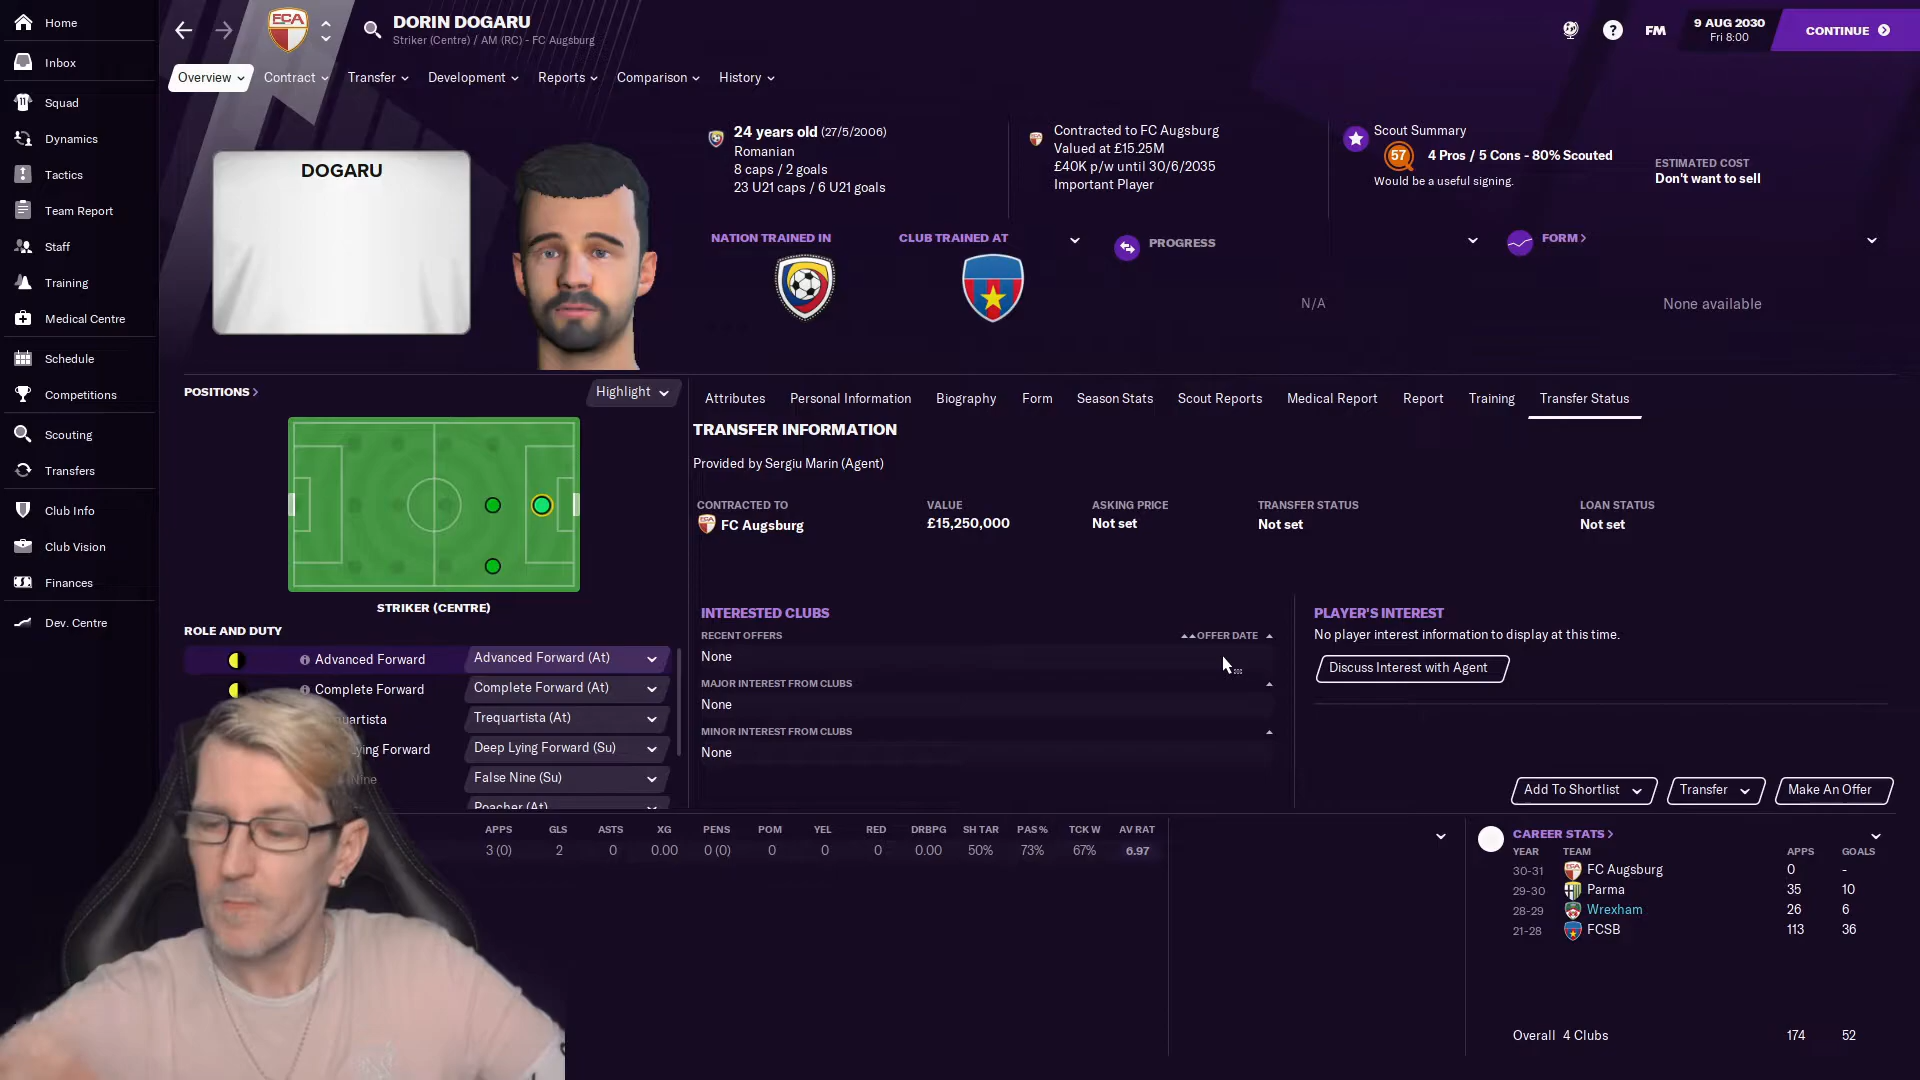 Home
Inbox
Squad
Dynamics
Tactics
Team Report
Staff
Training
Medical Centre
Schedule
Competitions
Scouting
Transfers
Club Info
Club Vision
Finances
Dev. Centre
FCA
DORIN DOGARU
Striker (Centre) / AM (RC) - FC Augsburg
FM
9 AUG 2030
Fri 8:00
CONTINUE
Overview
Contract
Transfer
Development
Reports
Comparison
History
DOGARU
24 years old (27/5/2006)
Romanian
8 caps / 2 goals
23 U21 caps / 6 U21 goals
Contracted to FC Augsburg
Valued at £15.25M
£40K p/w until 30/6/2035
Important Player
Scout Summary
57
4 Pros / 5 Cons - 80% Scouted
Would be a useful signing.
ESTIMATED COST
Don't want to sell
NATION TRAINED IN
CLUB TRAINED AT
PROGRESS
N/A
FORM >
None available
POSITIONS >
Highlight
STRIKER (CENTRE)
ROLE AND DUTY
Advanced Forward
Advanced Forward (At)
Complete Forward
Complete Forward (At)
quartista
Trequartista (At)
ying Forward
Deep Lying Forward (Su)
Nine
False Nine (Su)
Poacher (At)
Attributes
Personal Information
Biography
Form
Season Stats
Scout Reports
Medical Report
Report
Training
Transfer Status
TRANSFER INFORMATION
Provided by Sergiu Marin (Agent)
CONTRACTED TO
VALUE
ASKING PRICE
TRANSFER STATUS
LOAN STATUS
FC Augsburg
£15,250,000
Not set
Not set
Not set
INTERESTED CLUBS
RECENT OFFERS
OFFER DATE
None
MAJOR INTEREST FROM CLUBS
None
MINOR INTEREST FROM CLUBS
None
PLAYER'S INTEREST
No player interest information to display at this time.
Discuss Interest with Agent
Add To Shortlist
Transfer
Make An Offer
APPS GLS ASTS XG PENS POM YEL RED DRBPG SH TAR PAS% TCK W AV RAT
3 (0) 2 0 0.00 0 (0) 0 0 0 0.00 50% 73% 67% 6.97
CAREER STATS >
YEAR TEAM APPS GOALS
30-31 FC Augsburg 0 -
29-30 Parma 35 10
28-29 Wrexham 26 6
21-28 FCSB 113 36
Overall 4 Clubs 174 52